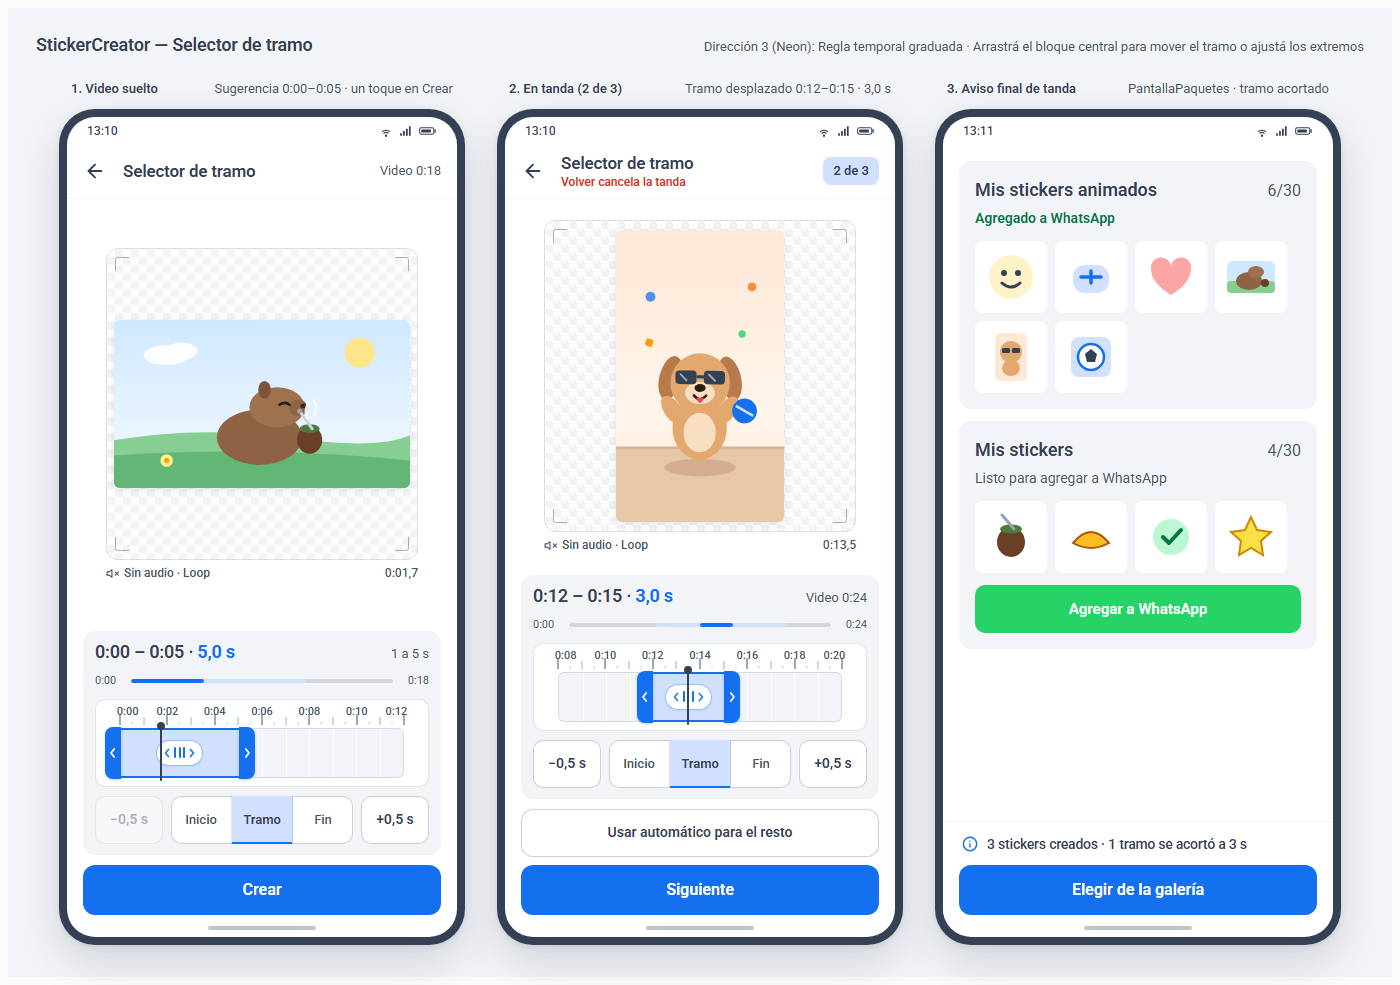 StickerCreator — Selector de tramo
Dirección 3 (Neon): Regla temporal graduada · Arrastrá el bloque central para mover el tramo o ajustá los extremos
1. Video suelto
Sugerencia 0:00–0:05 · un toque en Crear
13:10
Selector de tramo
Video 0:18
Sin audio · Loop
0:01,7
0:00 – 0:05 · 5,0 s
1 a 5 s
0:00
0:18
0:00 0:02 0:04 0:06 0:08 0:10 0:12
−0,5 s
Inicio
Tramo
Fin
+0,5 s
Crear
2. En tanda (2 de 3)
Tramo desplazado 0:12–0:15 · 3,0 s
13:10
Selector de tramo
Volver cancela la tanda
2 de 3
Sin audio · Loop
0:13,5
0:12 – 0:15 · 3,0 s
Video 0:24
0:00
0:24
0:08 0:10 0:12 0:14 0:16 0:18 0:20
−0,5 s
Inicio
Tramo
Fin
+0,5 s
Usar automático para el resto
Siguiente
3. Aviso final de tanda
PantallaPaquetes · tramo acortado
13:11
Mis stickers animados
6/30
Agregado a WhatsApp
Mis stickers
4/30
Listo para agregar a WhatsApp
Agregar a WhatsApp
3 stickers creados · 1 tramo se acortó a 3 s
Elegir de la galería